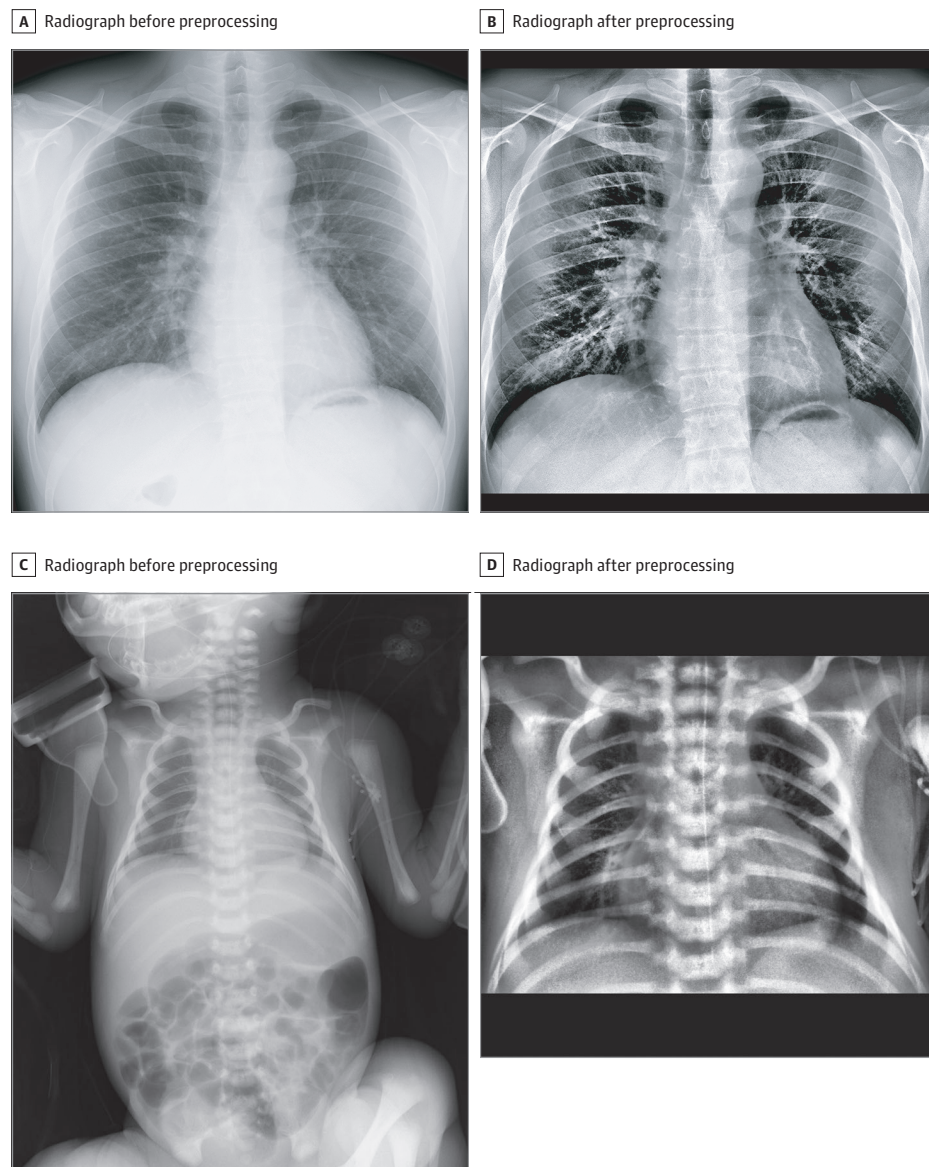 A Radiograph before preprocessing
B Radiograph after preprocessing
C Radiograph before preprocessing
D Radiograph after preprocessing